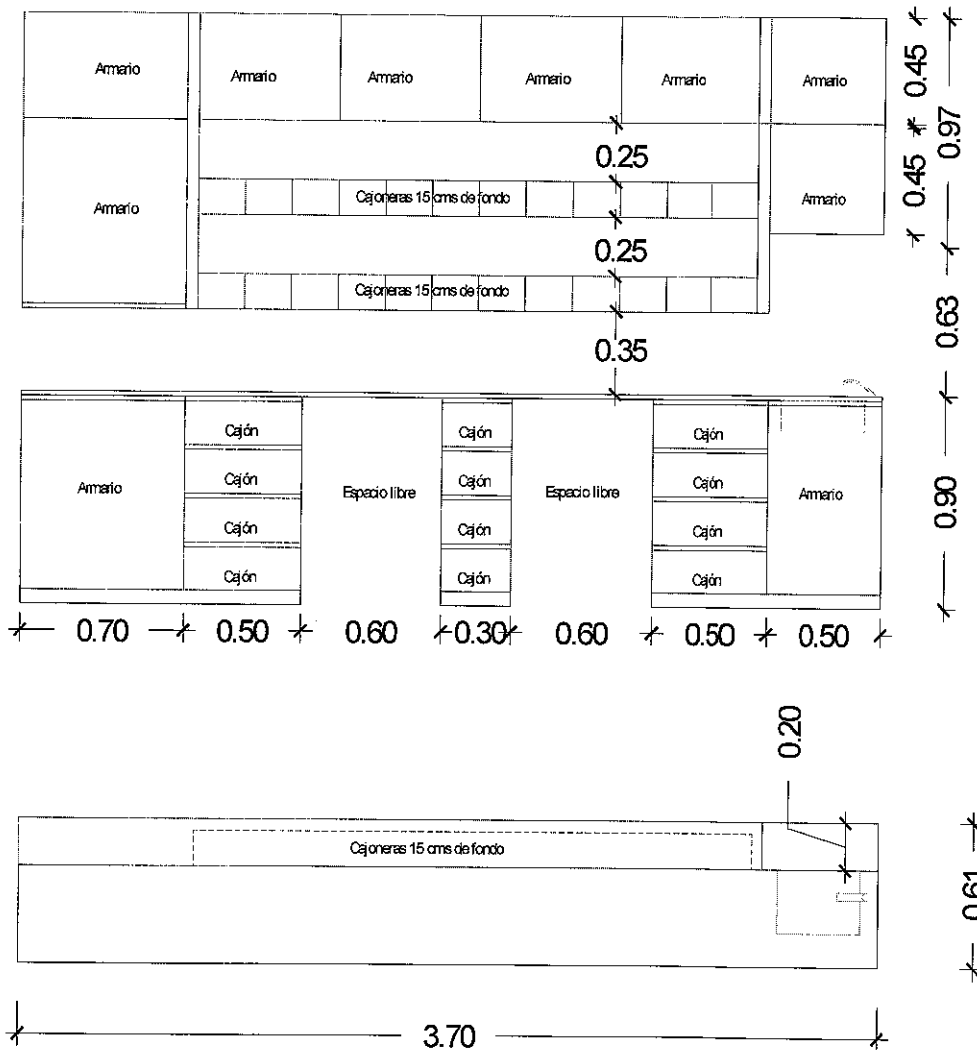 Armario
Armario
Armario
Armario
Armario
Armario
0.45
0.97
0.25
0.45
Cajoneras 15 cms de fondo
Armario
Armario
0.25
Cajoneras 15 cms de fondo
0.63
0.35
Cajón
Cajón
Cajón
Armario
Cajón
Espacio libre
Cajón
Espacio libre
Cajón
Armario
0.90
Cajón
Cajón
Cajón
Cajón
Cajón
Cajón
0.70
0.50
0.60
0.30
0.60
0.50
0.50
0.20
Cajoneras 15 cms de fondo
0.61
3.70